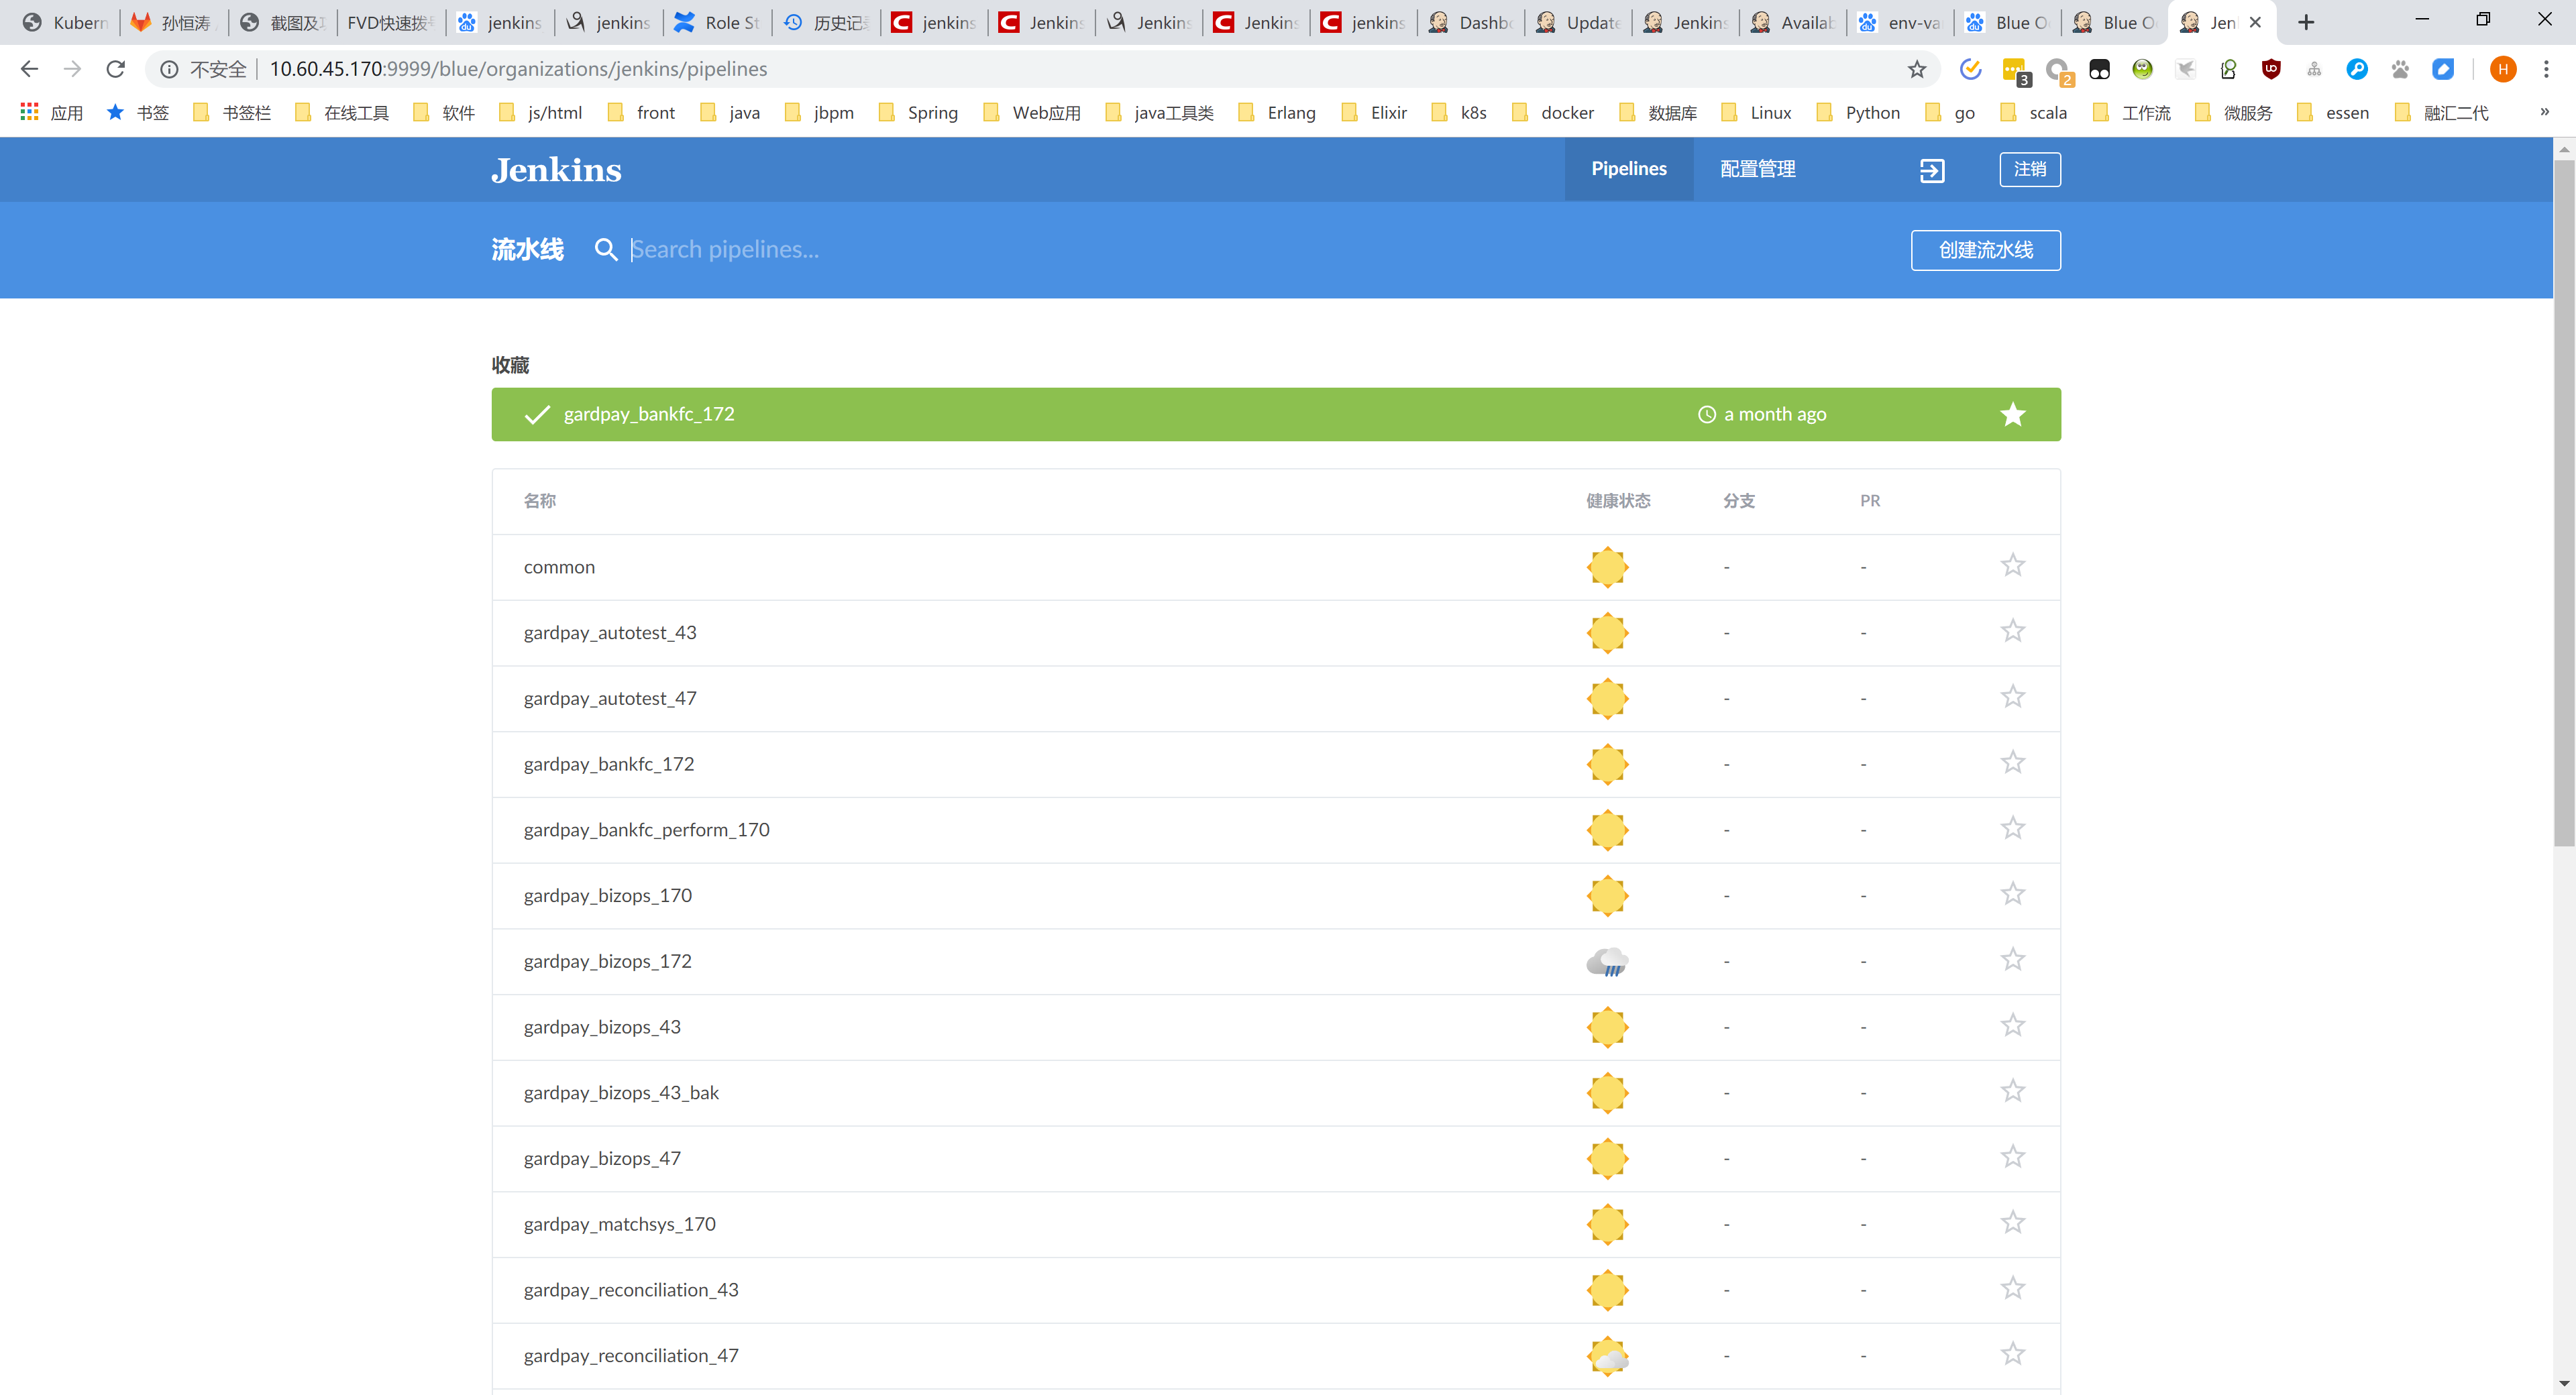 Kubern 孙恒涛 截图及 FVD快速拨 jenkins jenkins Role St 历史记 jenkins Jenkins Jenkins Jenkins jenkins Dashb Update Jenkins Availab env-va Blue O Blue O Jen
不安全 10.60.45.170:9999/blue/organizations/jenkins/pipelines 3 2 H
应用 书签 书签栏 在线工具 软件 js/html front java jbpm Spring Web应用 java工具类 Erlang Elixir k8s docker 数据库 Linux Python go scala 工作流 微服务 essen 融汇二代 »
Jenkins Pipelines 配置管理 注销
流水线 Search pipelines... 创建流水线
收藏
gardpay_bankfc_172 a month ago
名称 健康状态 分支 PR
common - -
gardpay_autotest_43 - -
gardpay_autotest_47 - -
gardpay_bankfc_172 - -
gardpay_bankfc_perform_170 - -
gardpay_bizops_170 - -
gardpay_bizops_172 - -
gardpay_bizops_43 - -
gardpay_bizops_43_bak - -
gardpay_bizops_47 - -
gardpay_matchsys_170 - -
gardpay_reconciliation_43 - -
gardpay_reconciliation_47 - -